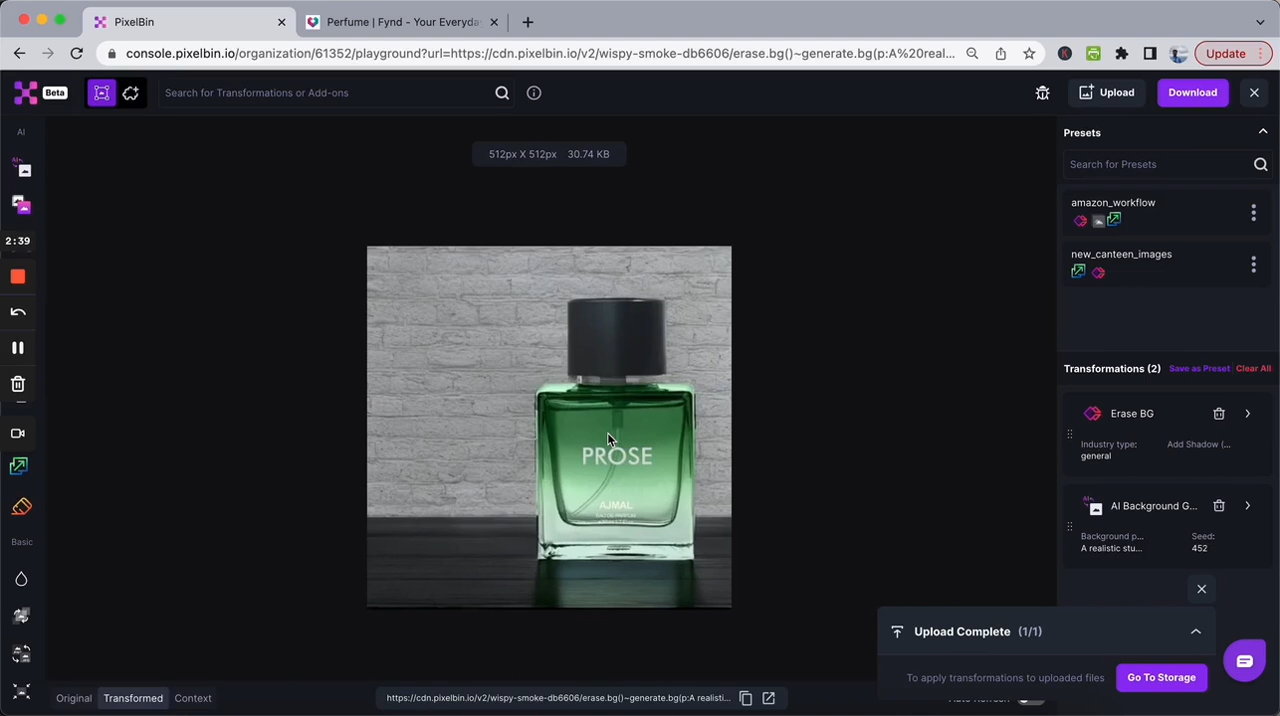 PixelBin
Perfume | Fynd - Your Everyday
console.pixelbin.io/organization/61352/playground?url=https://cdn.pixelbin.io/v2/wispy-smoke-db6606/erase.bg()~generate.bg(p:A%20real...
Update
Beta
Search for Transformations or Add-ons
Upload
Download
AI
512px X 512px 30.74 KB
Presets
Search for Presets
amazon_workflow
2:39
new_canteen_images
Transformations (2) Save as Preset Clear All
Erase BG
Industry type: Add Shadow (...
general
PROSE
AJMAL
EAU DE PARFUM
AI Background G...
Background p... Seed:
A realistic stu... 452
Basic
Upload Complete (1/1)
To apply transformations to uploaded files Go To Storage
Original Transformed Context
https://cdn.pixelbin.io/v2/wispy-smoke-db6606/erase.bg()~generate.bg(p:A realisti...
Auto Refresh